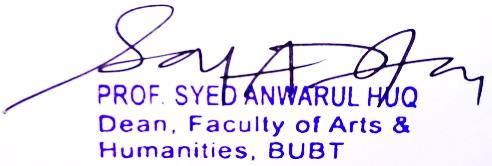 PROF. SYED ANWARUL HUQ
Dean, Faculty of Arts &
Humanities, BUBT